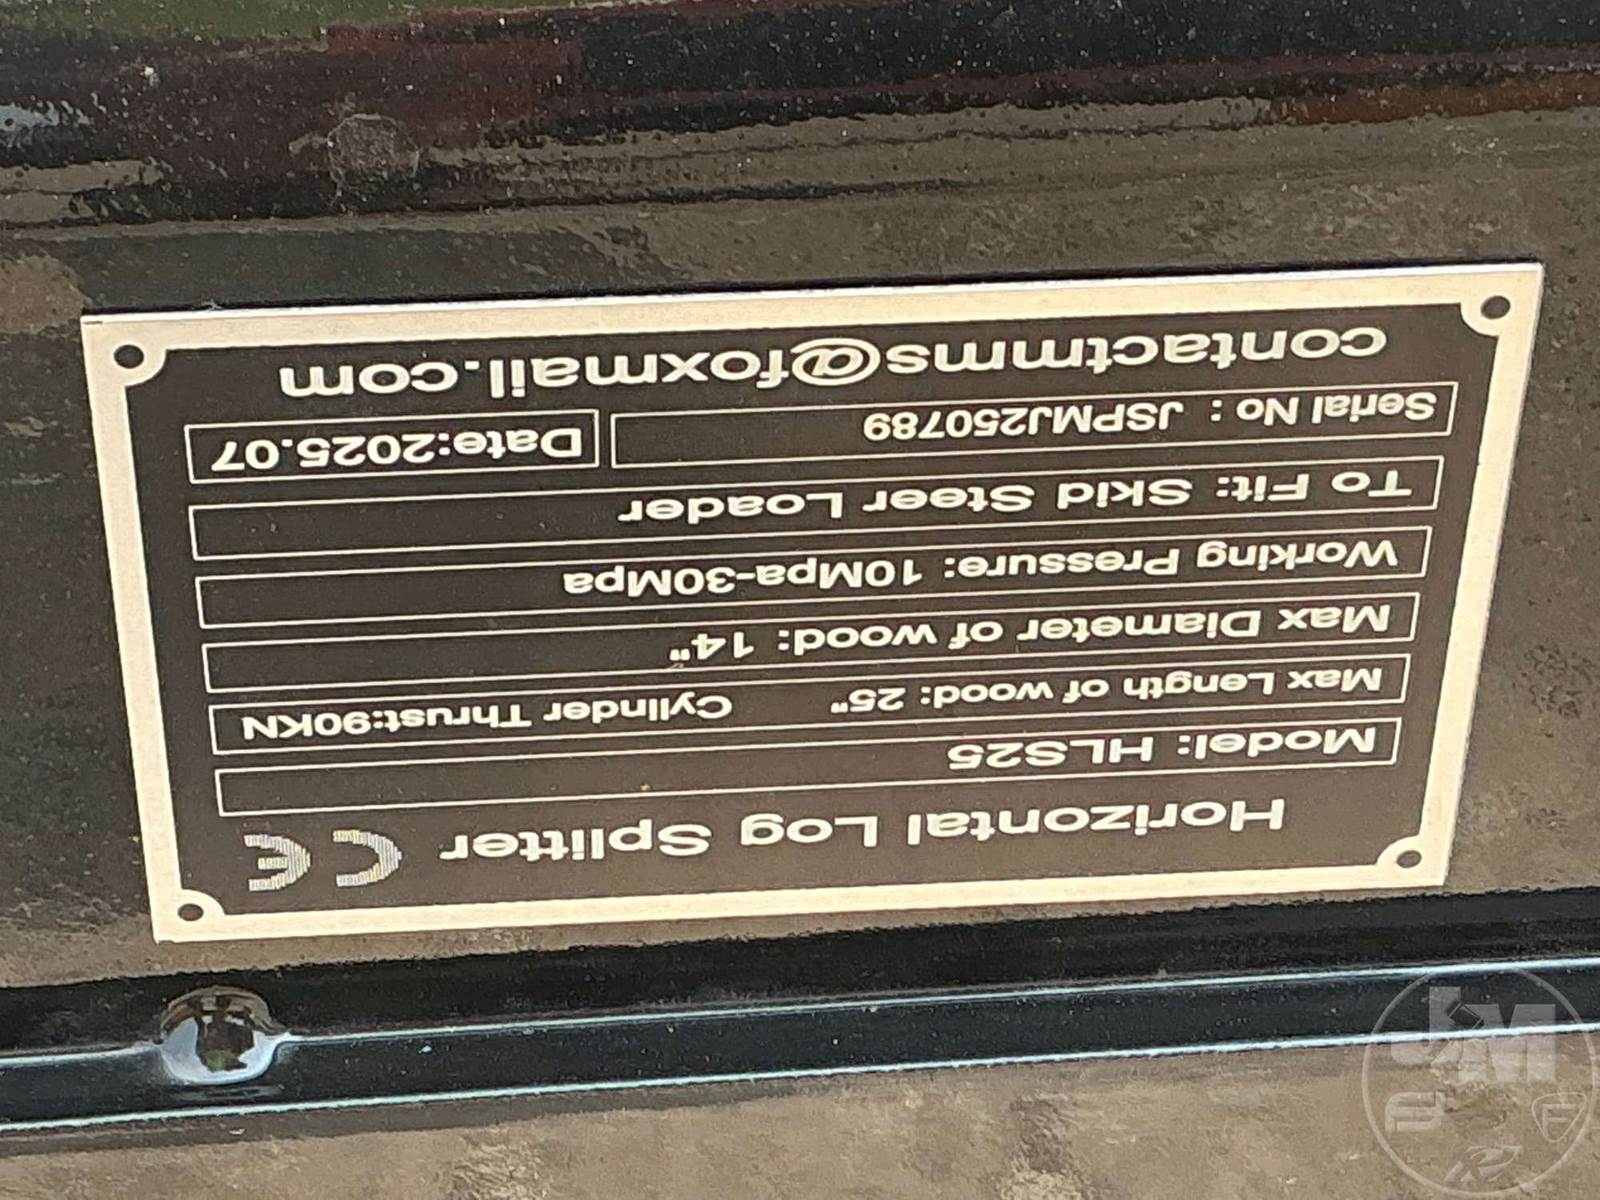 Horizontal Log Splitter CE
Model: HLS25
Max Length of wood: 25" Cylinder Thrust:90KN
Max Diameter of wood: 14"
Working Pressure: 10Mpa-30Mpa
To Fit: Skid Steer Loader
Serial No : JSPMJ250789 Date:2025.07
contactmms@foxmail.com
JM